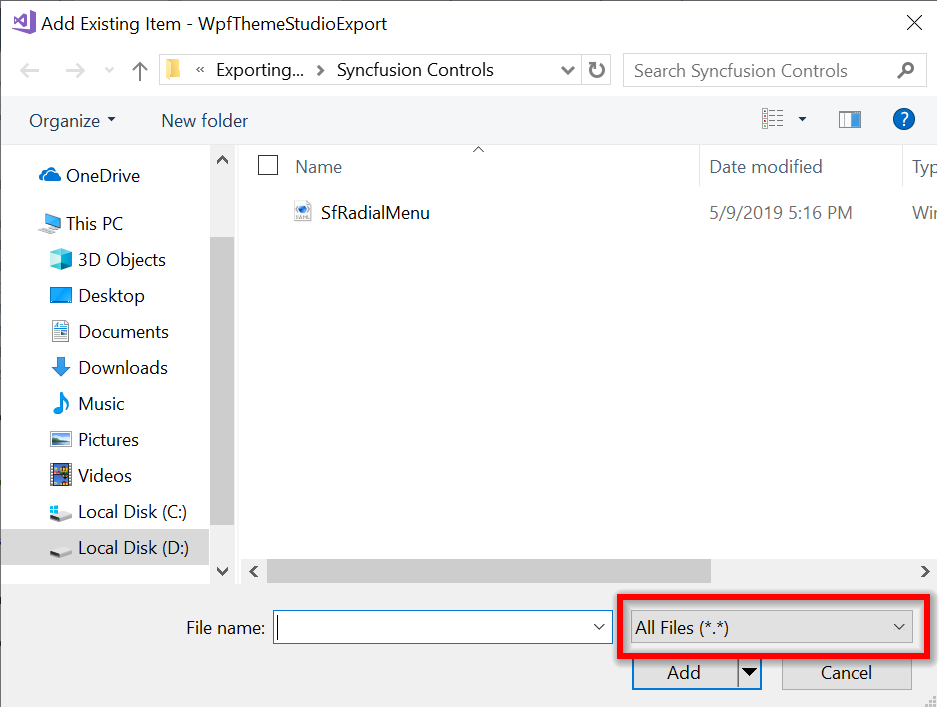 Add Existing Item - WpfThemeStudioExport
« Exporting... > Syncfusion Controls
Search Syncfusion Controls
Organize
New folder
?
OneDrive
This PC
3D Objects
Desktop
Documents
Downloads
Music
Pictures
Videos
Local Disk (C:)
Local Disk (D:)
Name
Date modified
Typ
SfRadialMenu
5/9/2019 5:16 PM
Win
File name:
All Files (*.*)
Add
Cancel